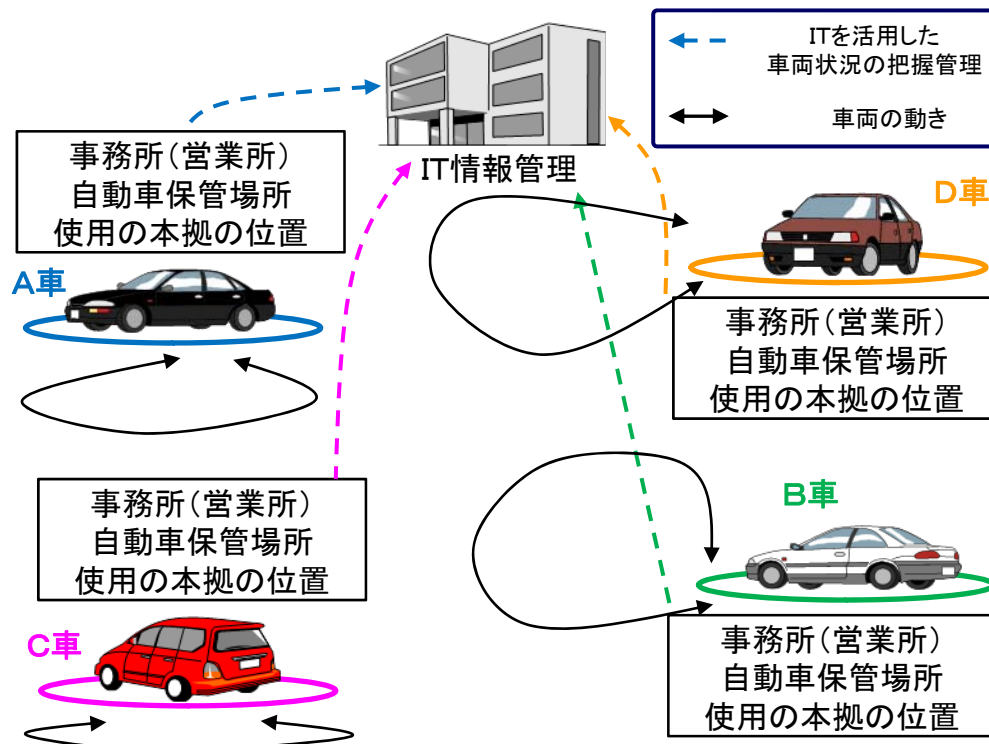 ITを活用した
車両状況の把握管理
車両の動き
IT情報管理
事務所(営業所)
自動車保管場所
使用の本拠の位置
A車
D車
事務所(営業所)
自動車保管場所
使用の本拠の位置
事務所(営業所)
自動車保管場所
使用の本拠の位置
C車
B車
事務所(営業所)
自動車保管場所
使用の本拠の位置